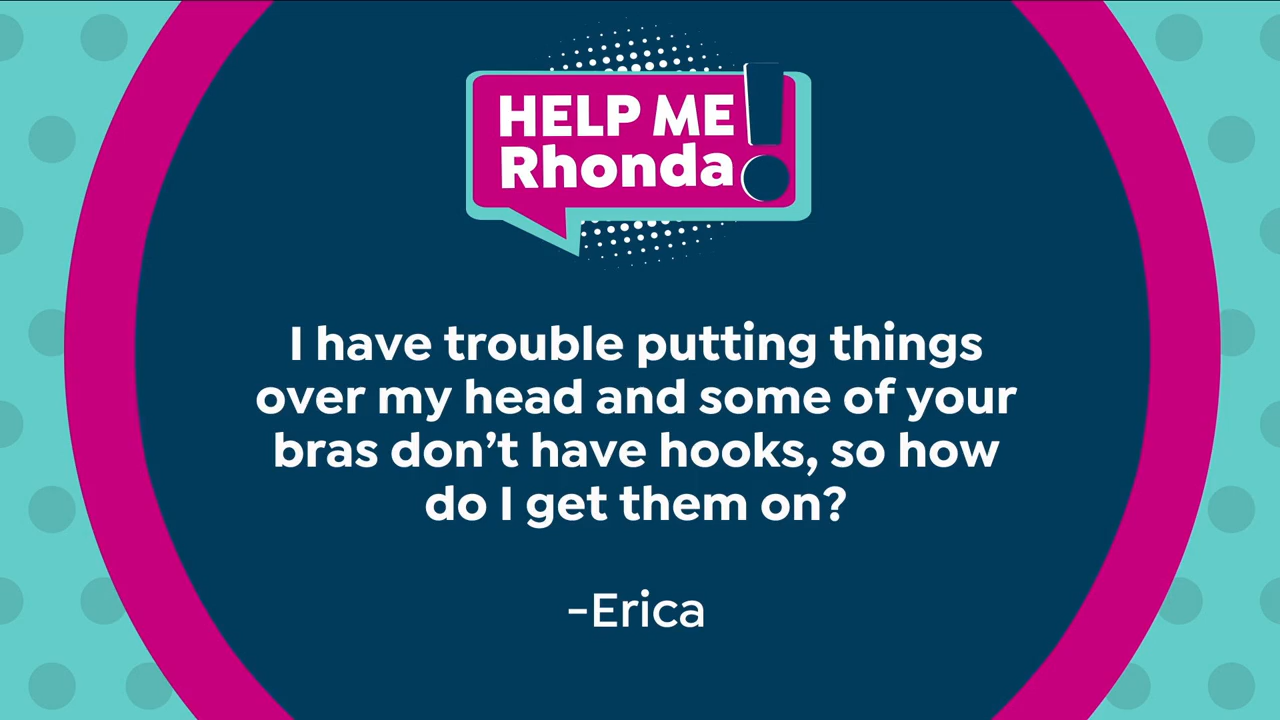 HELP ME
Rhonda!
I have trouble putting things
over my head and some of your
bras don’t have hooks, so how
do I get them on?
-Erica